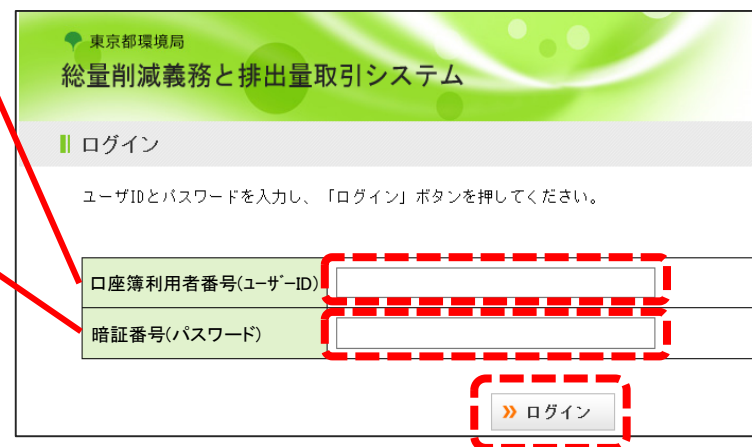 東京都環境局
総量削減義務と排出量取引システム
ログイン
ユーザIDとパスワードを入力し、「ログイン」ボタンを押してください。
口座簿利用者番号(ユーザーID)
暗証番号(パスワード)
» ログイン